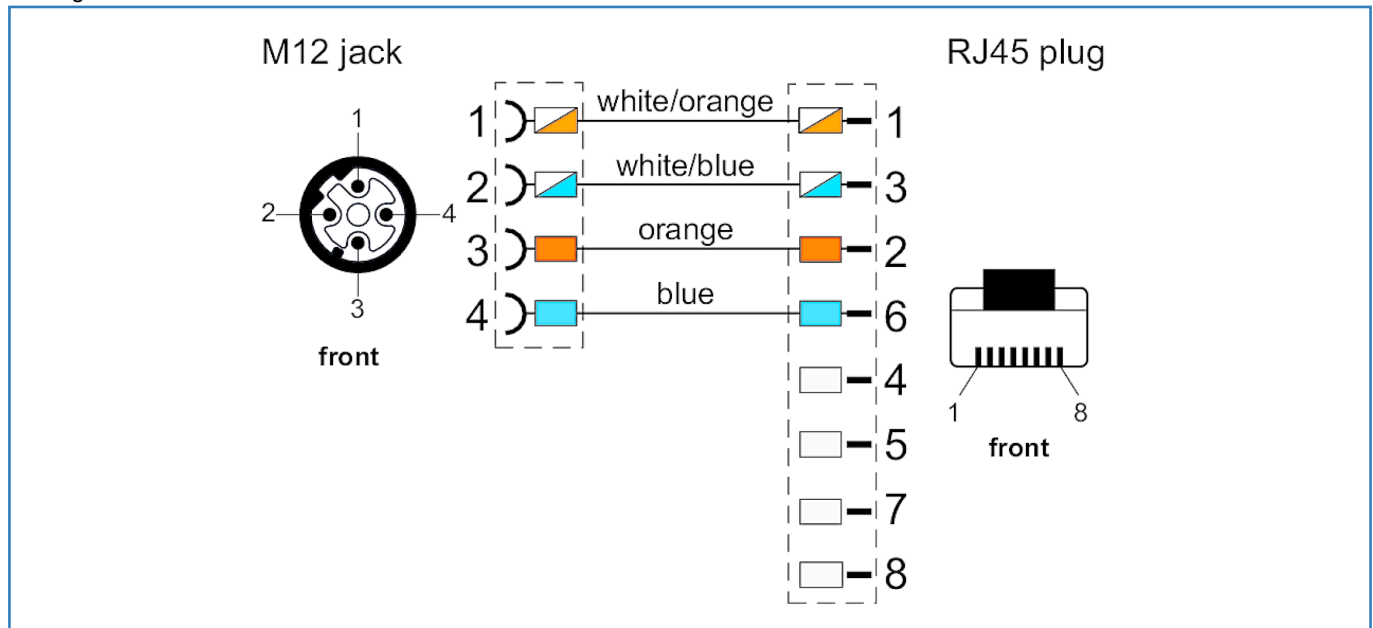 M12 jack
RJ45 plug
1
2
4
3
front
1 white/orange 1
2 white/blue 3
3 orange 2
4 blue 6
4
5
7
8
1 8
front